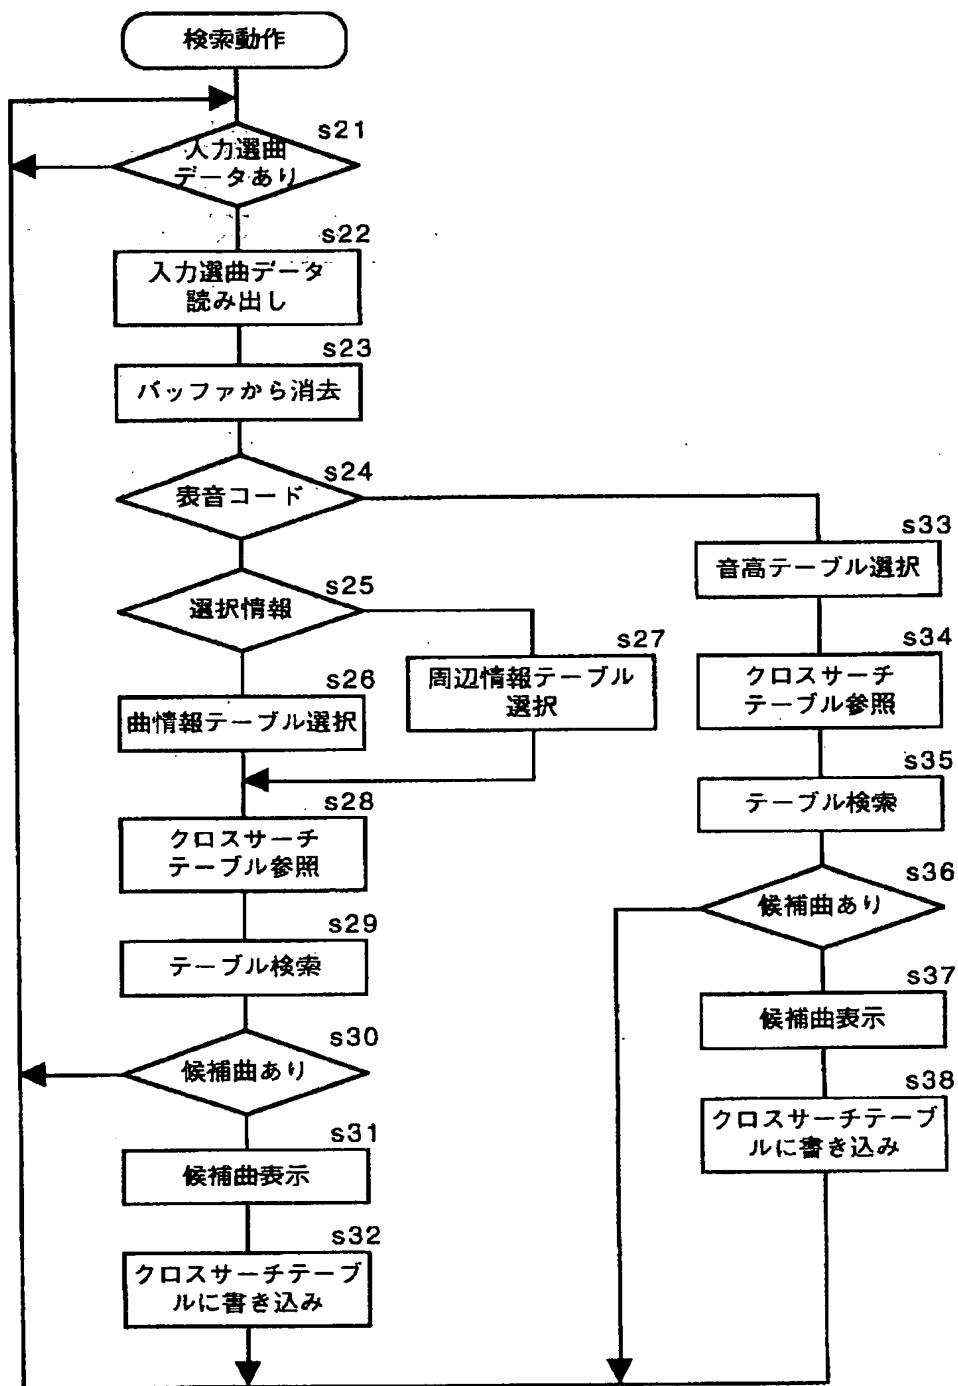 検索動作
s21
入力選曲
データあり
s22
入力選曲データ
読み出し
s23
バッファから消去
s24
表音コード
s25
選択情報
s26
曲情報テーブル選択
s27
周辺情報テーブル
選択
s28
クロスサーチ
テーブル参照
s29
テーブル検索
s30
候補曲あり
s31
候補曲表示
s32
クロスサーチテーブ
ルに書き込み
s33
音高テーブル選択
s34
クロスサーチ
テーブル参照
s35
テーブル検索
s36
候補曲あり
s37
候補曲表示
s38
クロスサーチテーブ
ルに書き込み